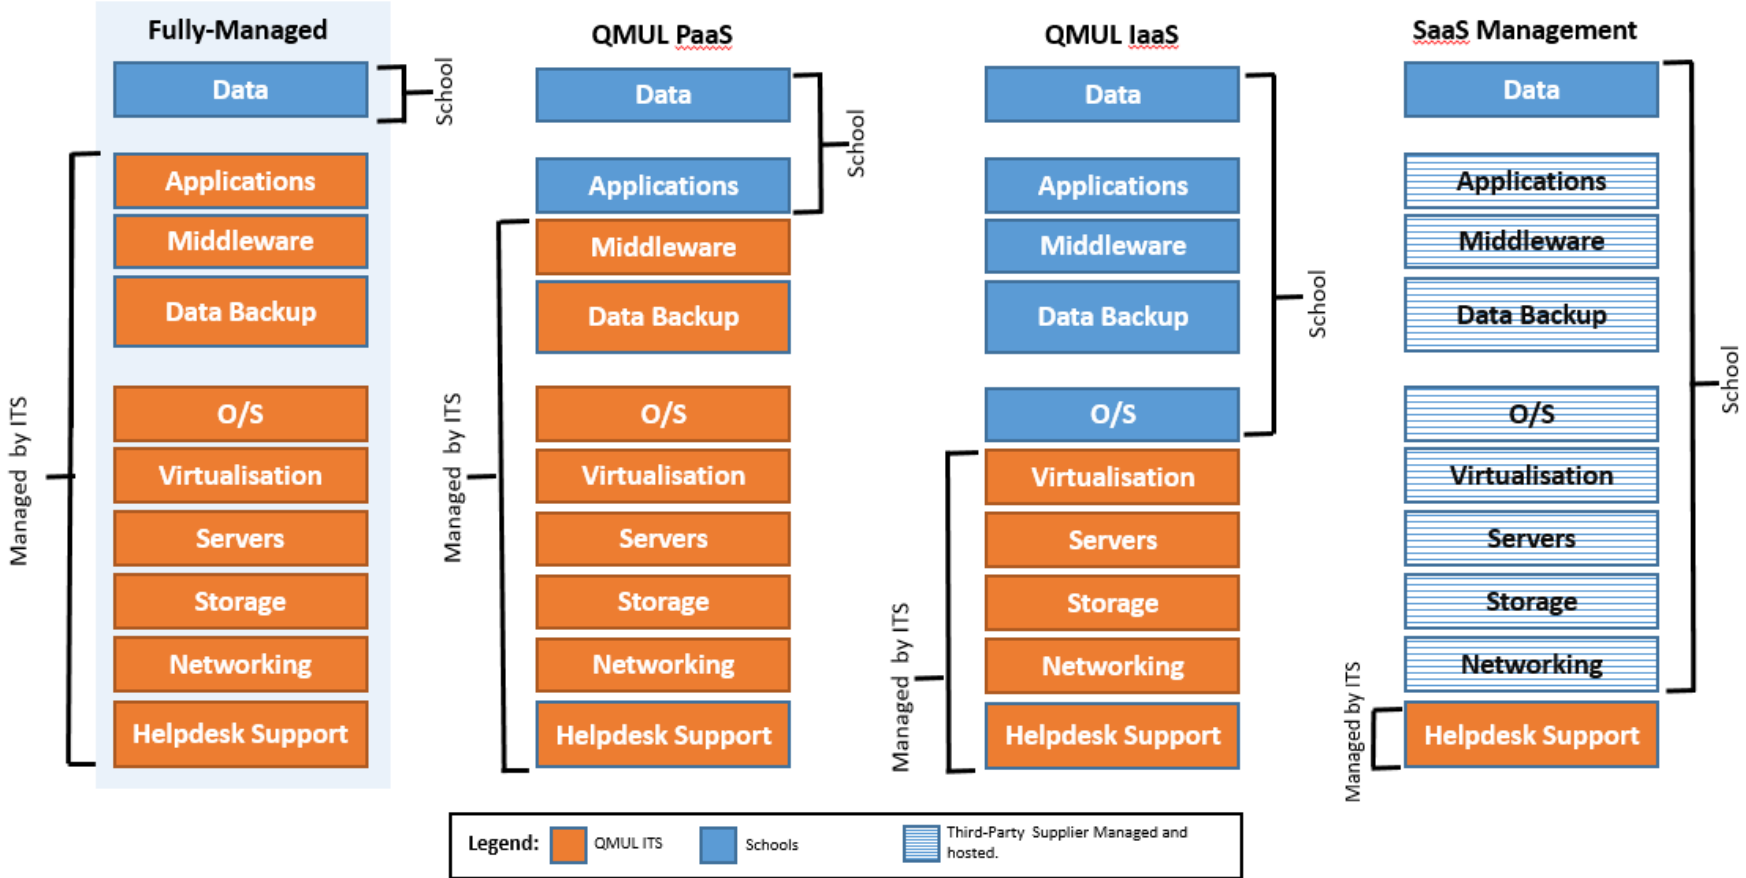 Fully-Managed
Data
School
Applications
Middleware
Data Backup
O/S
Virtualisation
Servers
Storage
Networking
Helpdesk Support
Managed by ITS
QMUL PaaS
Data
Applications
School
Middleware
Data Backup
O/S
Virtualisation
Servers
Storage
Networking
Helpdesk Support
Managed by ITS
QMUL IaaS
Data
Applications
Middleware
Data Backup
O/S
School
Virtualisation
Servers
Storage
Networking
Helpdesk Support
Managed by ITS
SaaS Management
Data
Applications
Middleware
Data Backup
O/S
Virtualisation
Servers
Storage
Networking
School
Helpdesk Support
Managed by ITS
Legend:
QMUL ITS
Schools
Third-Party Supplier Managed and
hosted.